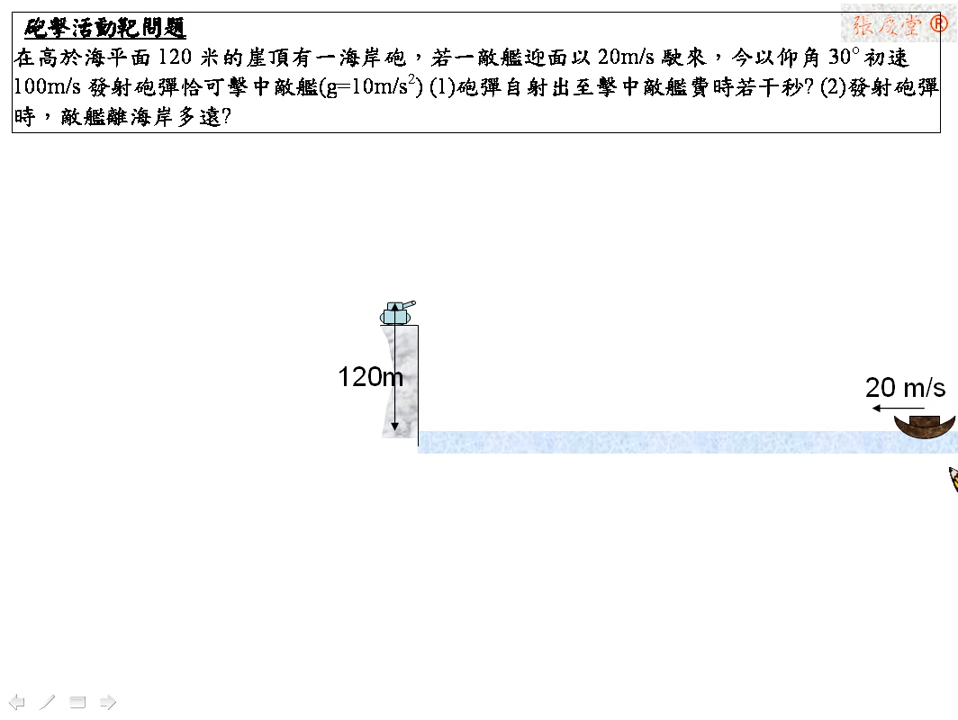 砲擊活動靶問題
張慶堂 ®
在高於海平面 120 米的崖頂有一海岸砲，若一敵艦迎面以 20m/s 駛來，今以仰角 30° 初速
100m/s 發射砲彈恰可擊中敵艦(g=10m/s²) (1)砲彈自射出至擊中敵艦費時若干秒? (2)發射砲彈
時，敵艦離海岸多遠?
120m
20 m/s